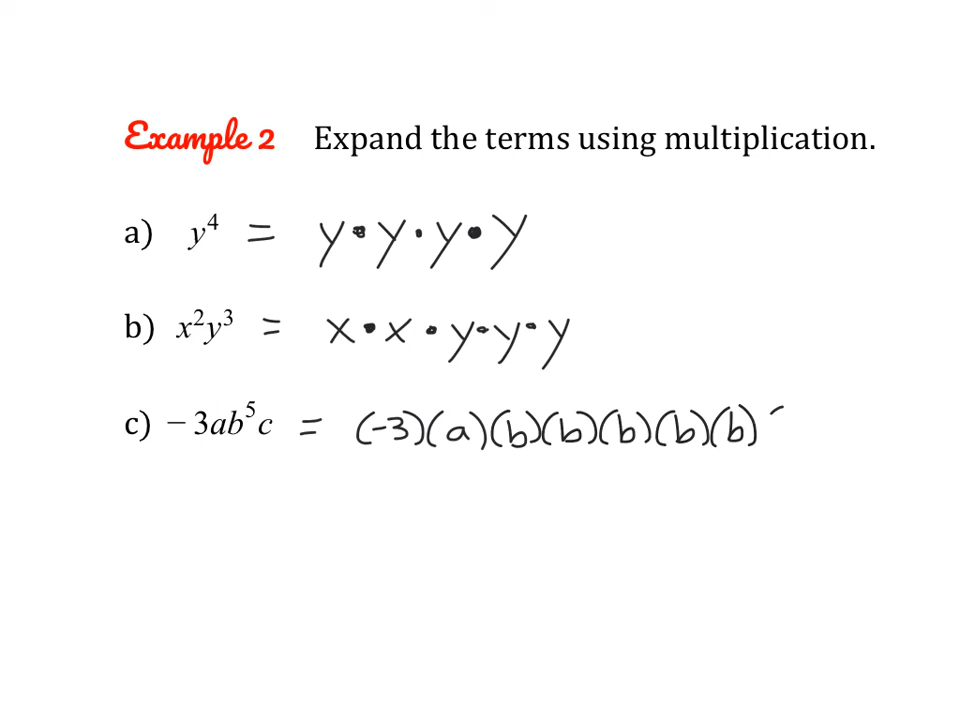 Example 2 Expand the terms using multiplication.
a) y⁴ = y • y • y • y
b) x²y³ = x • x • y • y • y
c) −3ab⁵c = (-3)(a)(b)(b)(b)(b)(b)